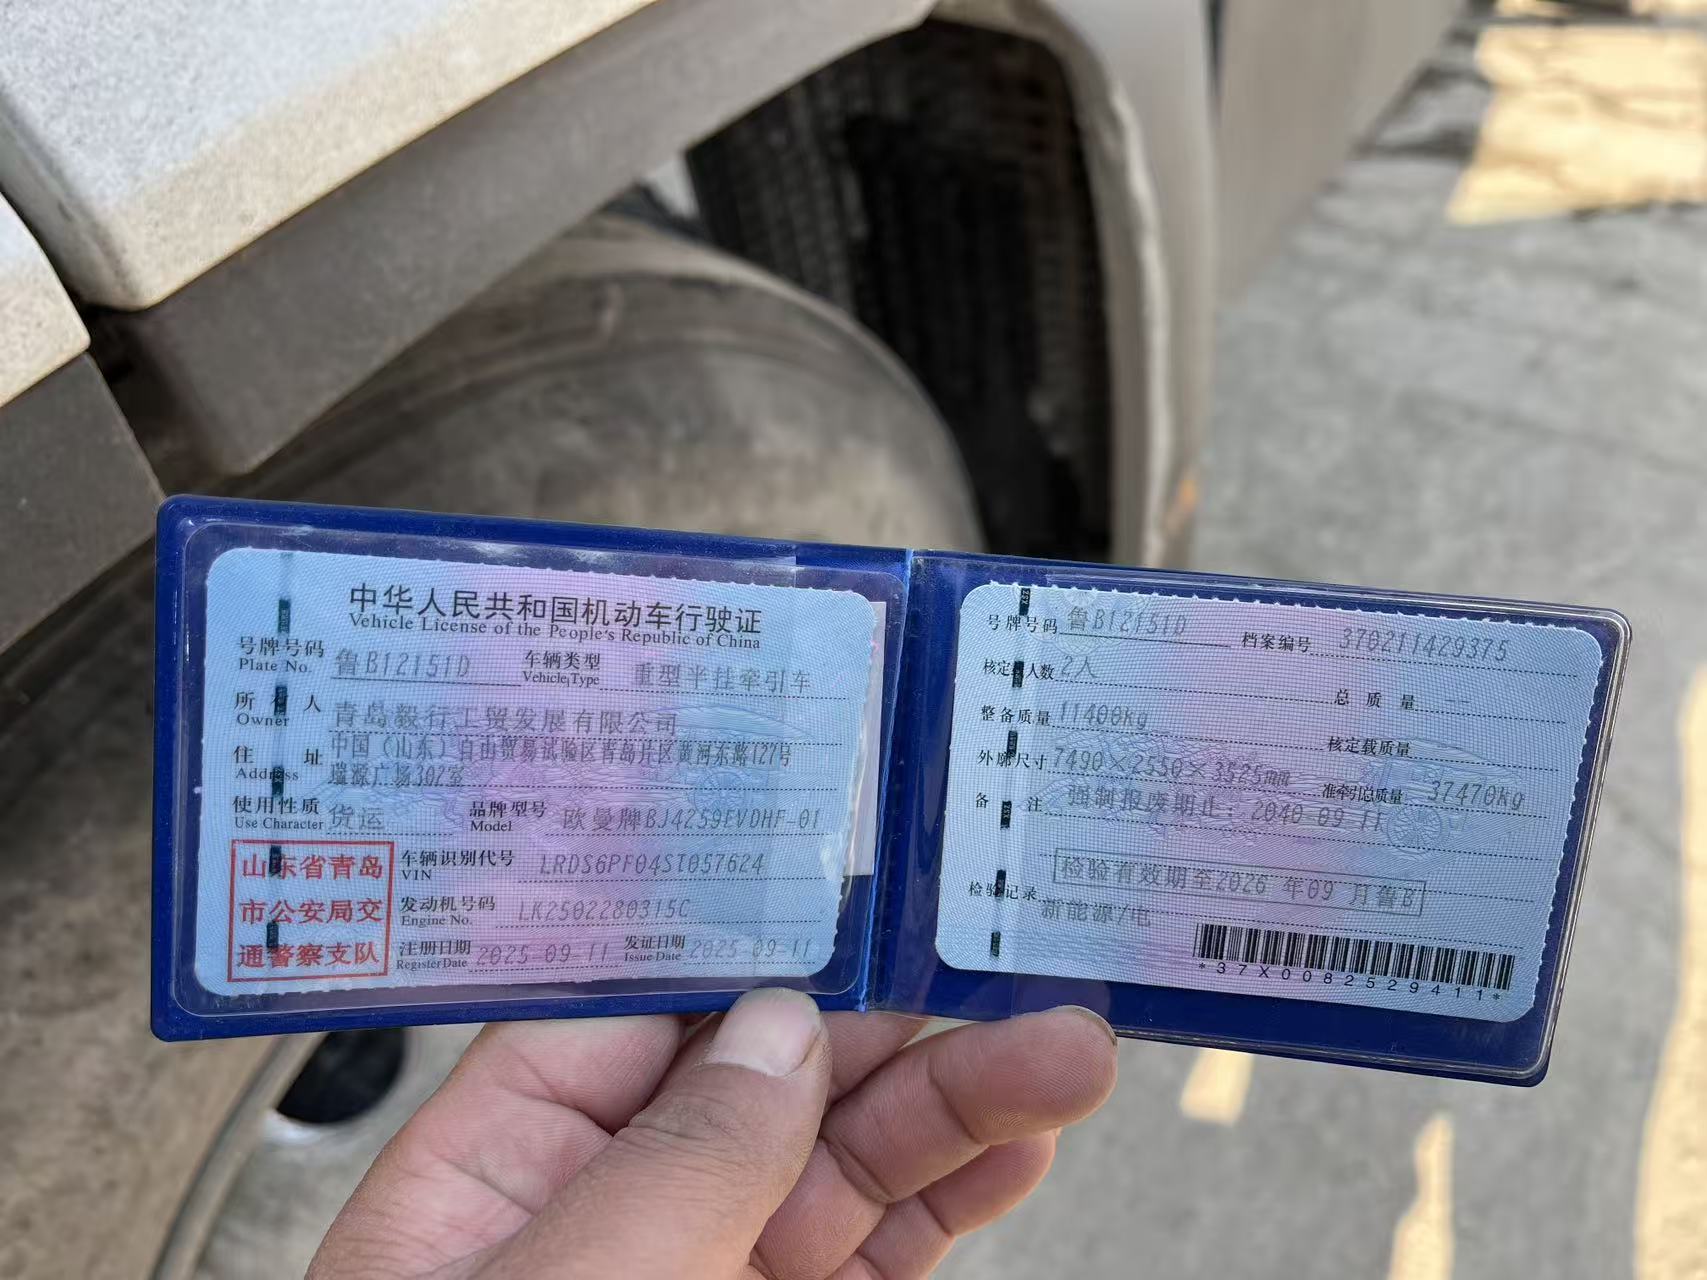 中华人民共和国机动车行驶证
Vehicle License of the People's Republic of China
号牌号码 鲁B12151D 车辆类型 重型半挂牵引车
Plate No. Vehicle Type
所有人 青岛毅行工贸发展有限公司
Owner
住址 中国（山东）自由贸易试验区青岛片区黄河东路127号
Address 瑞源广场302室
使用性质 货运 品牌型号 欧曼牌BJ4259EVDHF-01
Use Character Model
山东省青岛
市公安局交
通警察支队
车辆识别代号 LRDS6PF04ST057624
VIN
发动机号码 LK2502280315C
Engine No.
注册日期 2025-09-11 发证日期 2025-09-11
Register Date Issue Date
号牌号码 鲁B12151D 档案编号 370211429375
核定人数 2人 总质量 --
整备质量 11400kg 核定载质量
外廓尺寸 7490×2550×3525mm 准牵引总质量 37470kg
备注 强制报废期止：2040-09-11
检验有效期至2026年09月鲁B
检验记录
新能源/电
*37X0082529411*